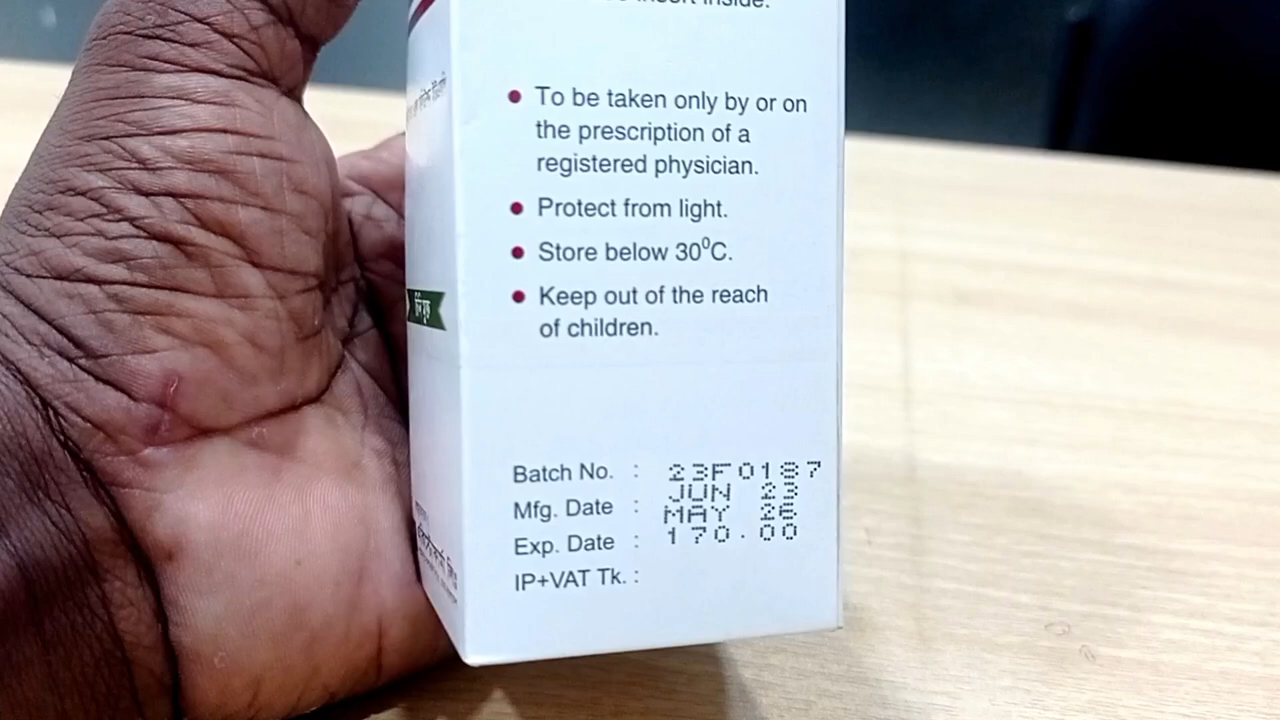 insert inside.
• To be taken only by or on
the prescription of a
registered physician.
• Protect from light.
• Store below 30⁰C.
• Keep out of the reach
of children.
Batch No. : 23F0187
Mfg. Date : JUN 23
Exp. Date : MAY 26
IP+VAT Tk. : 170.00